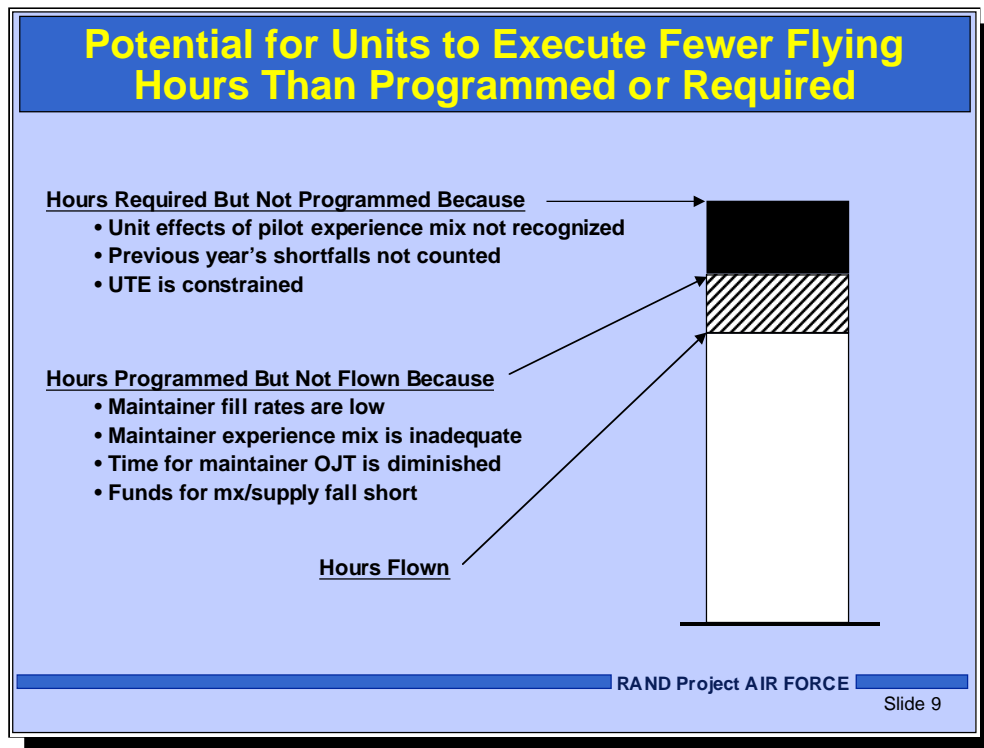 Potential for Units to Execute Fewer Flying
Hours Than Programmed or Required
Hours Required But Not Programmed Because
• Unit effects of pilot experience mix not recognized
• Previous year's shortfalls not counted
• UTE is constrained
Hours Programmed But Not Flown Because
• Maintainer fill rates are low
• Maintainer experience mix is inadequate
• Time for maintainer OJT is diminished
• Funds for mx/supply fall short
Hours Flown
RAND Project AIR FORCE
Slide 9